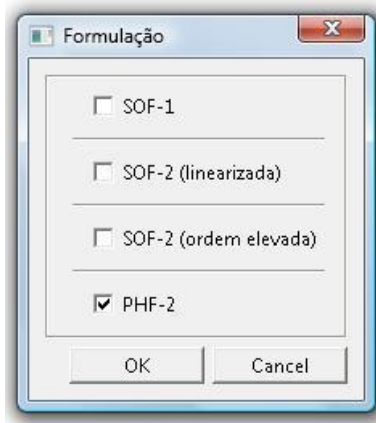 Formulação
SOF-1
SOF-2 (linearizada)
SOF-2 (ordem elevada)
PHF-2
OK
Cancel